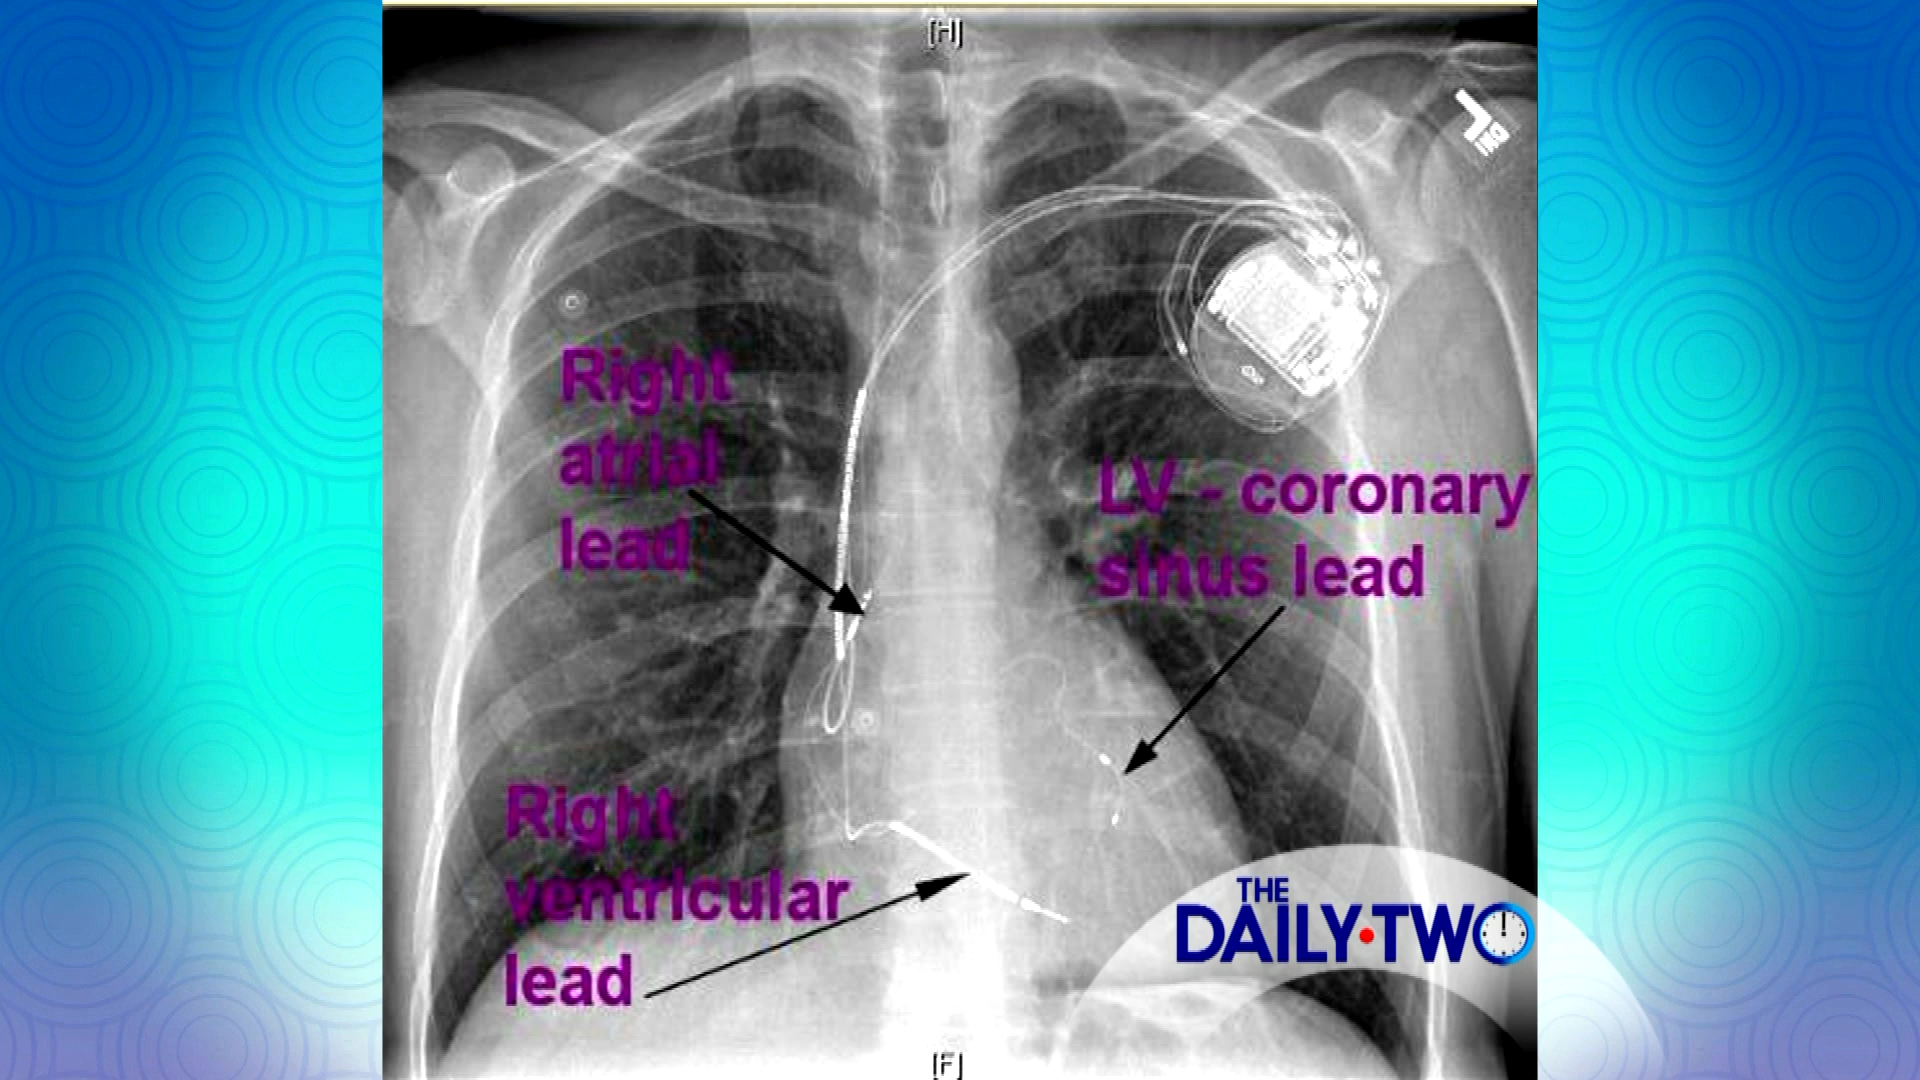 [H]
Right
atrial
lead
LV - coronary
sinus lead
Right
ventricular
lead
THE
DAILY•TWO
[F]